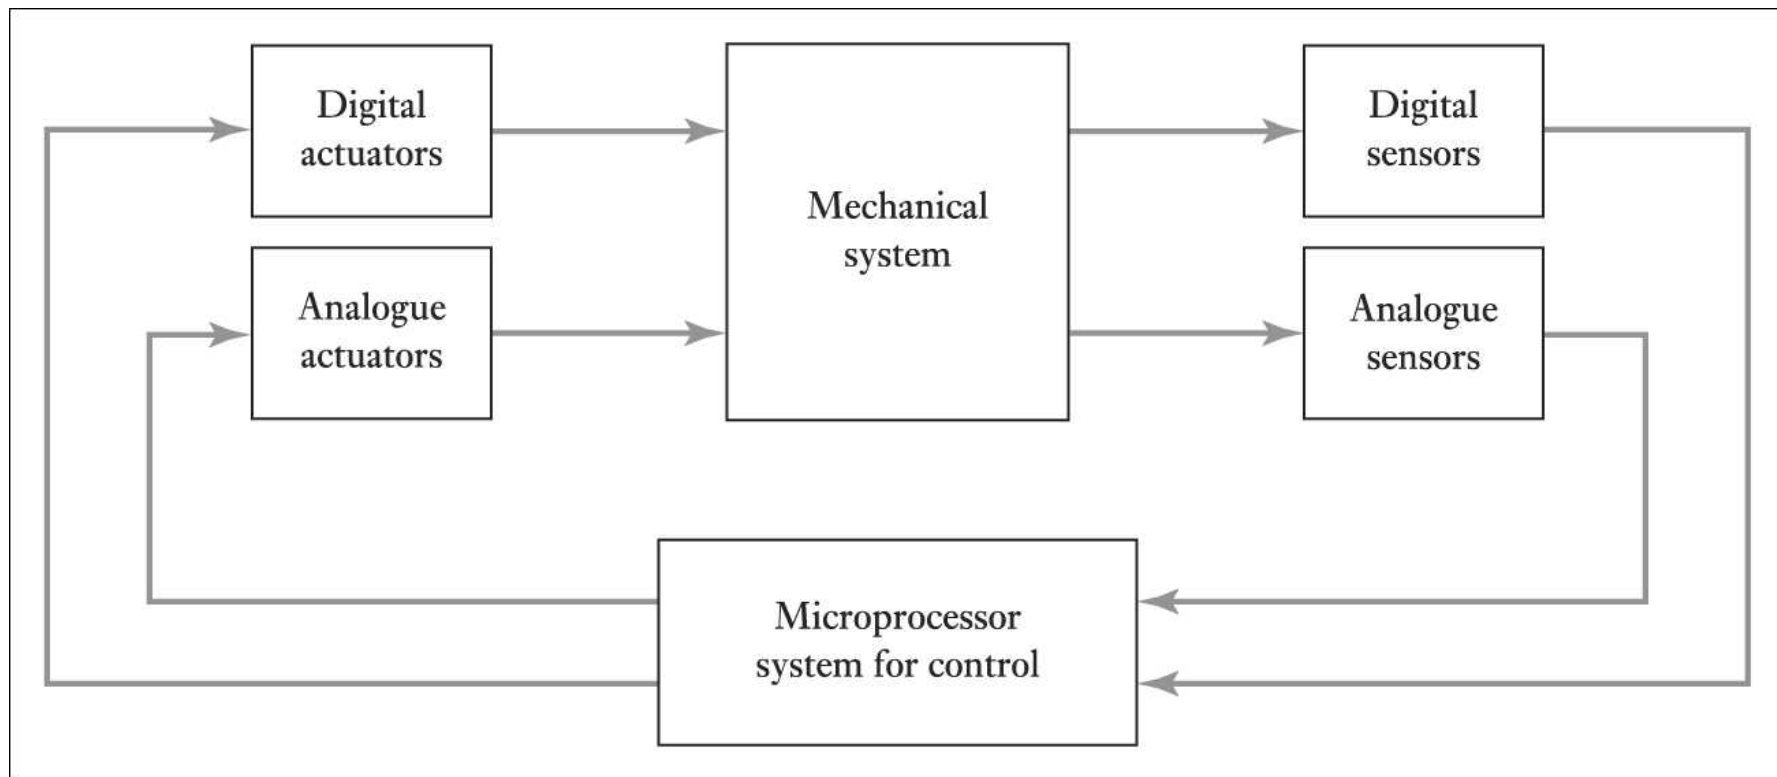 Digital
actuators
Mechanical
system
Digital
sensors
Analogue
actuators
Analogue
sensors
Microprocessor
system for control